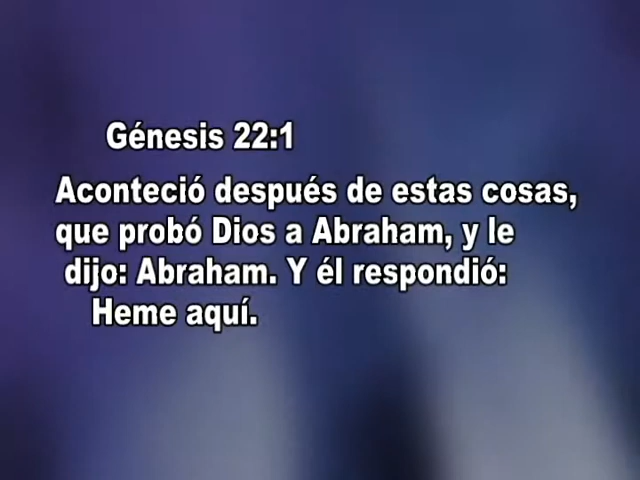 Génesis 22:1
Aconteció después de estas cosas,
que probó Dios a Abraham, y le
dijo: Abraham. Y él respondió:
Heme aquí.